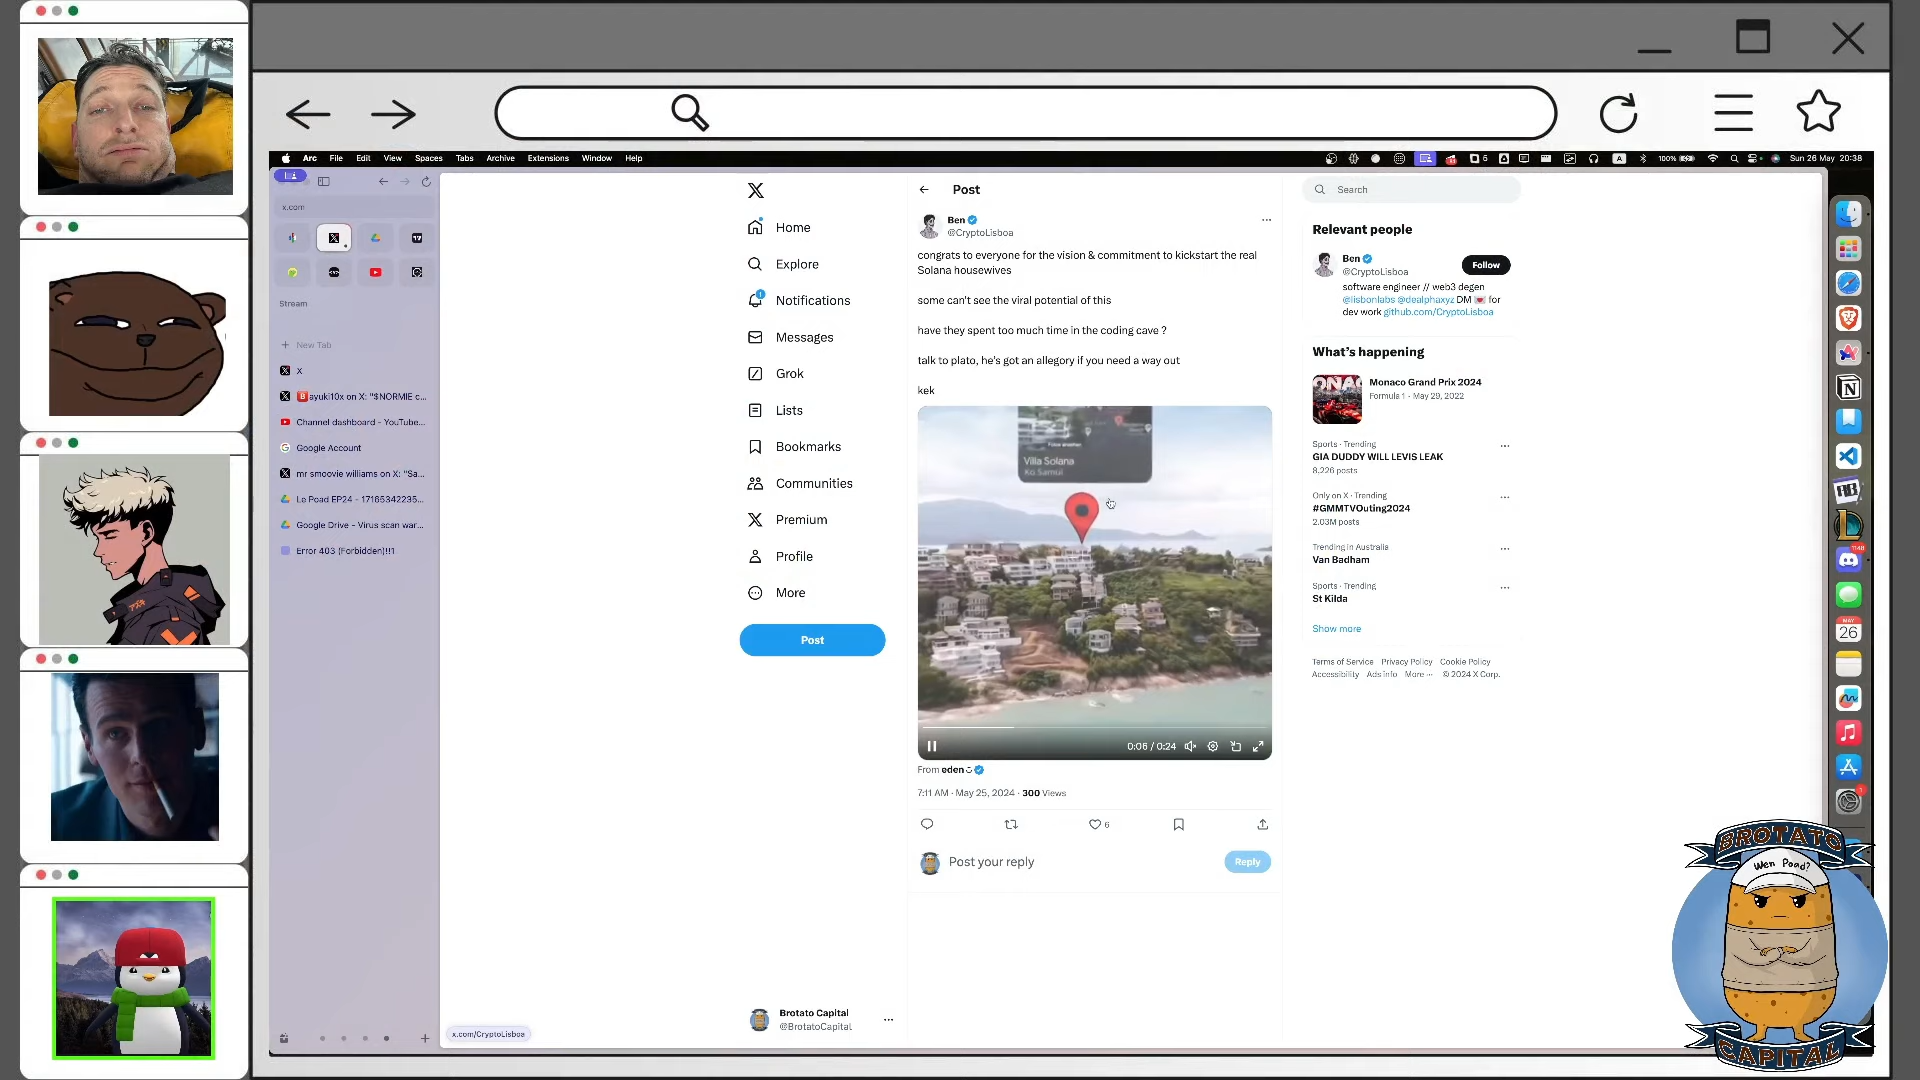 Arc File Edit View Spaces Tabs Archive Extensions Window Help
6
A
100%
Sun 26 May 20:38
x.com
Stream
New Tab
X
ayuki10x on X: "$NORMIE c...
Channel dashboard - YouTube...
Google Account
mr smoovie williams on X: "Sa...
Le Poad EP24 - 17165342235...
Google Drive - Virus scan war...
Error 403 (Forbidden)!!1
Home
Explore
Notifications
Messages
Grok
Lists
Bookmarks
Communities
Premium
Profile
More
Post
Brotato Capital
@BrotatoCapital
x.com/CryptoLisboa
Post
Ben
@CryptoLisboa
congrats to everyone for the vision & commitment to kickstart the real
Solana housewives
some can't see the viral potential of this
have they spent too much time in the coding cave ?
talk to plato, he's got an allegory if you need a way out
kek
Villa Solana
Ko Samui
0:06 / 0:24
From eden
7:11 AM · May 25, 2024 · 300 Views
6
Post your reply
Reply
Search
Relevant people
Ben
@CryptoLisboa
Follow
software engineer // web3 degen
@lisbonlabs @dealphaxyz DM 💌 for
dev work github.com/CryptoLisboa
What's happening
Monaco Grand Prix 2024
Formula 1 · May 29, 2022
Sports · Trending
GIA DUDDY WILL LEVIS LEAK
8,226 posts
Only on X · Trending
#GMMTVOuting2024
2.03M posts
Trending in Australia
Van Badham
Sports · Trending
St Kilda
Show more
Terms of Service Privacy Policy Cookie Policy
Accessibility Ads info More ··· © 2024 X Corp.
MAY
26
BROTATO
Wen Poad?
CAPITAL